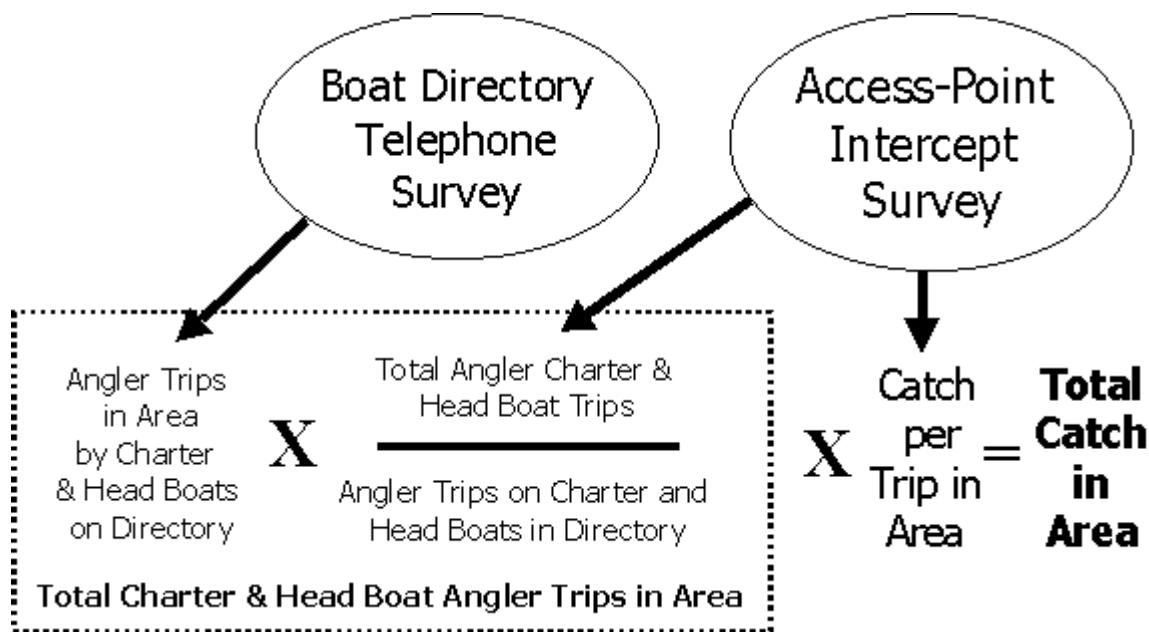 Boat Directory
Telephone
Survey
Access-Point
Intercept
Survey
Angler Trips
in Area
by Charter
& Head Boats
on Directory
X
Total Angler Charter &
Head Boat Trips
Angler Trips on Charter and
Head Boats in Directory
Total Charter & Head Boat Angler Trips in Area
X
Catch
per
Trip in
Area
=
Total
Catch
in
Area